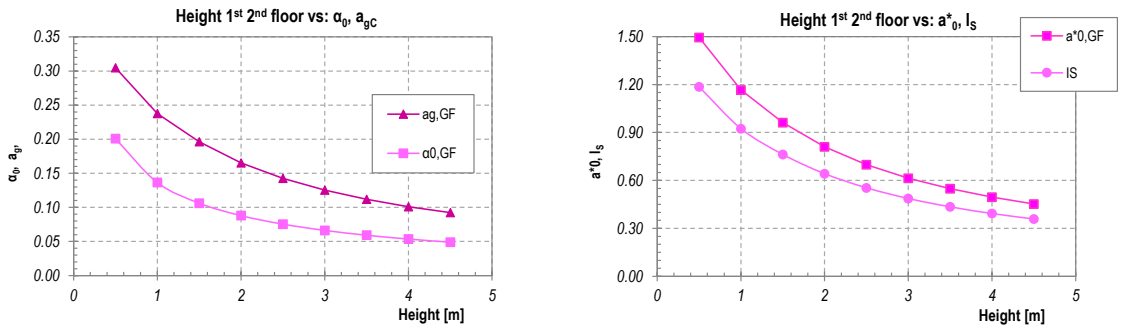 Height 1st 2nd floor vs: α0, agC
0.35
0.30
0.25
0.20
0.15
0.10
0.05
0.00
α0, ag,
ag,GF
α0,GF
0 1 2 3 4 5
Height [m]
Height 1st 2nd floor vs: a*0, IS
1.50
1.20
0.90
0.60
0.30
0.00
a*0, IS
a*0,GF
IS
0 1 2 3 4 5
Height [m]